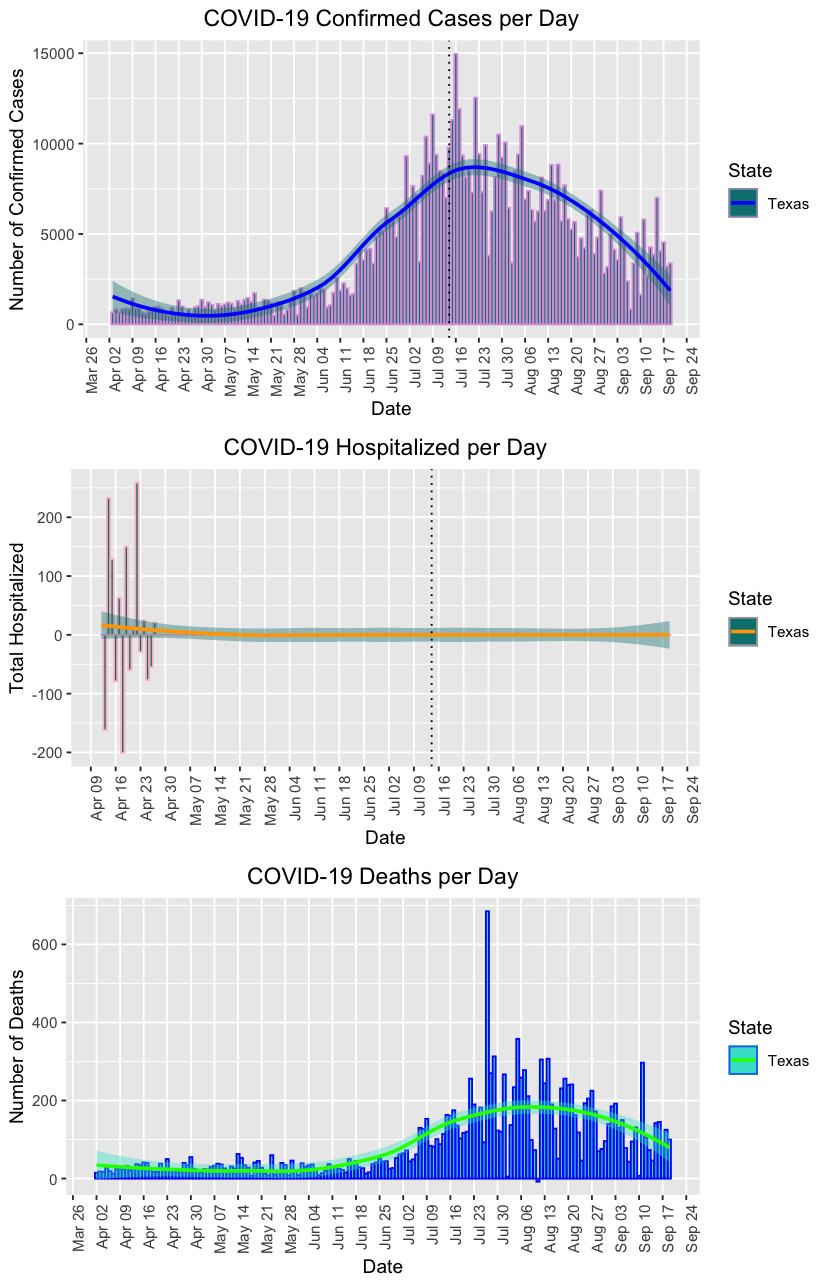 COVID-19 Confirmed Cases per Day
Number of Confirmed Cases
15000
10000
5000
0
Mar 26
Apr 02
Apr 09
Apr 16
Apr 23
Apr 30
May 07
May 14
May 21
May 28
Jun 04
Jun 11
Jun 18
Jun 25
Jul 02
Jul 09
Jul 16
Jul 23
Jul 30
Aug 06
Aug 13
Aug 20
Aug 27
Sep 03
Sep 10
Sep 17
Sep 24
Date
State
Texas
COVID-19 Hospitalized per Day
Total Hospitalized
200
100
0
-100
-200
Apr 09
Apr 16
Apr 23
Apr 30
May 07
May 14
May 21
May 28
Jun 04
Jun 11
Jun 18
Jun 25
Jul 02
Jul 09
Jul 16
Jul 23
Jul 30
Aug 06
Aug 13
Aug 20
Aug 27
Sep 03
Sep 10
Sep 17
Sep 24
Date
State
Texas
COVID-19 Deaths per Day
Number of Deaths
600
400
200
0
Mar 26
Apr 02
Apr 09
Apr 16
Apr 23
Apr 30
May 07
May 14
May 21
May 28
Jun 04
Jun 11
Jun 18
Jun 25
Jul 02
Jul 09
Jul 16
Jul 23
Jul 30
Aug 06
Aug 13
Aug 20
Aug 27
Sep 03
Sep 10
Sep 17
Sep 24
Date
State
Texas